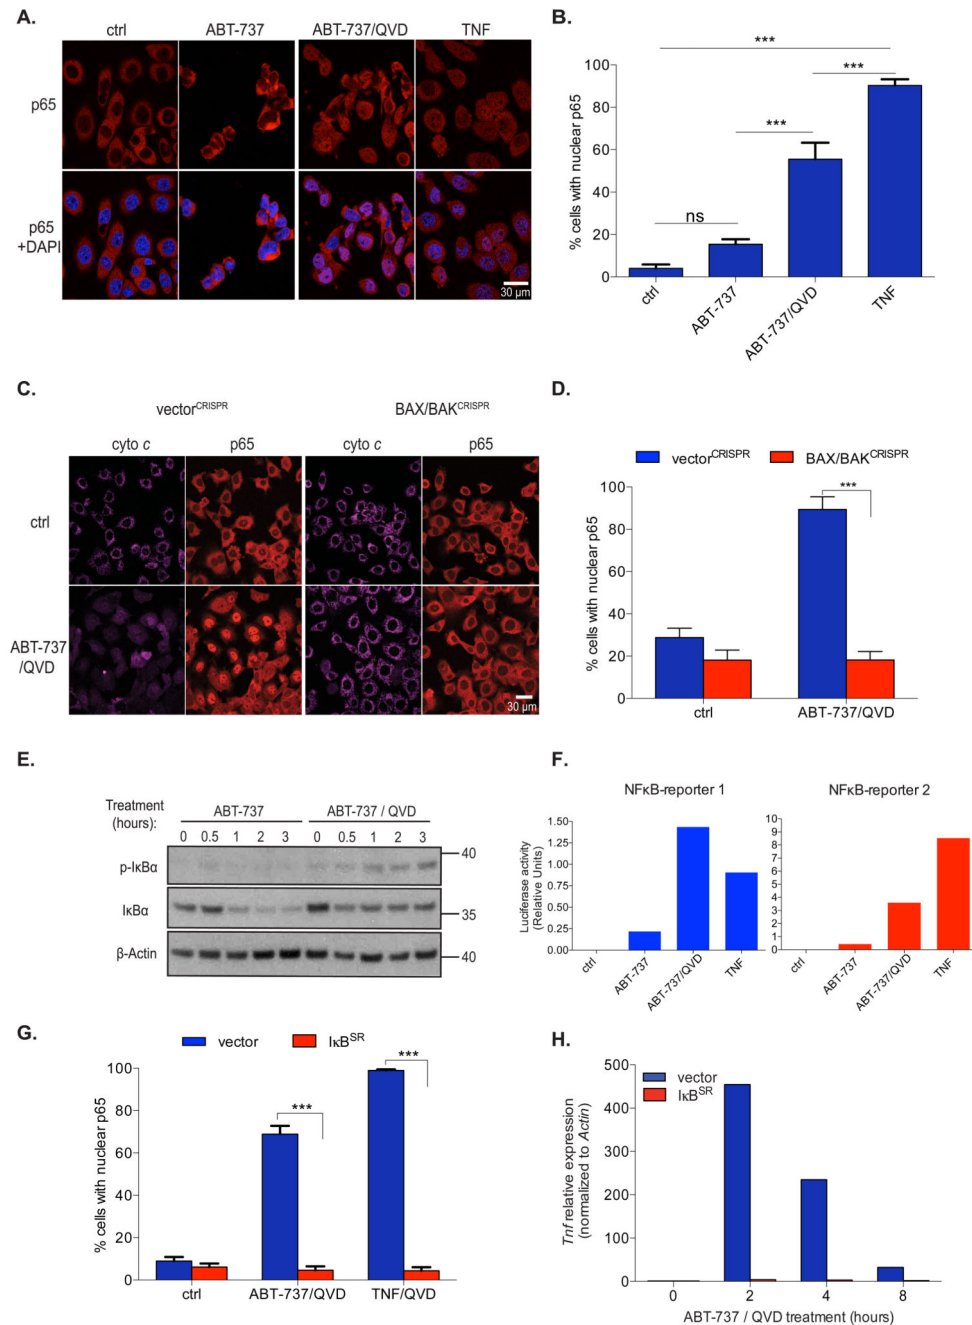 A.
ctrl ABT-737 ABT-737/QVD TNF
p65
p65
+DAPI
30 µm
B.
% cells with nuclear p65
100
80
60
40
20
0
ns
***
***
***
ctrl ABT-737 ABT-737/QVD TNF
C.
vectorCRISPR BAX/BAKCRISPR
cyto c p65 cyto c p65
ctrl
ABT-737
/QVD
30 µm
D.
vectorCRISPR BAX/BAKCRISPR
% cells with nuclear p65
100
80
60
40
20
0
***
ctrl ABT-737/QVD
E.
Treatment
(hours):
ABT-737 ABT-737 / QVD
0 0.5 1 2 3 0 0.5 1 2 3
p-IκBα
40
IκBα
35
β-Actin
40
F.
NFκB-reporter 1
Luciferase activity
(Relative Units)
1.50
1.25
1.00
0.75
0.50
0.25
0.00
ctrl ABT-737 ABT-737/QVD TNF
NFκB-reporter 2
10
9
8
7
6
5
4
3
2
1
0
ctrl ABT-737 ABT-737/QVD TNF
G.
vector IκBSR
% cells with nuclear p65
100
80
60
40
20
0
***
***
ctrl ABT-737/QVD TNF/QVD
H.
vector
IκBSR
Tnf relative expression
(normalized to Actin)
500
400
300
200
100
0
0 2 4 8
ABT-737 / QVD treatment (hours)